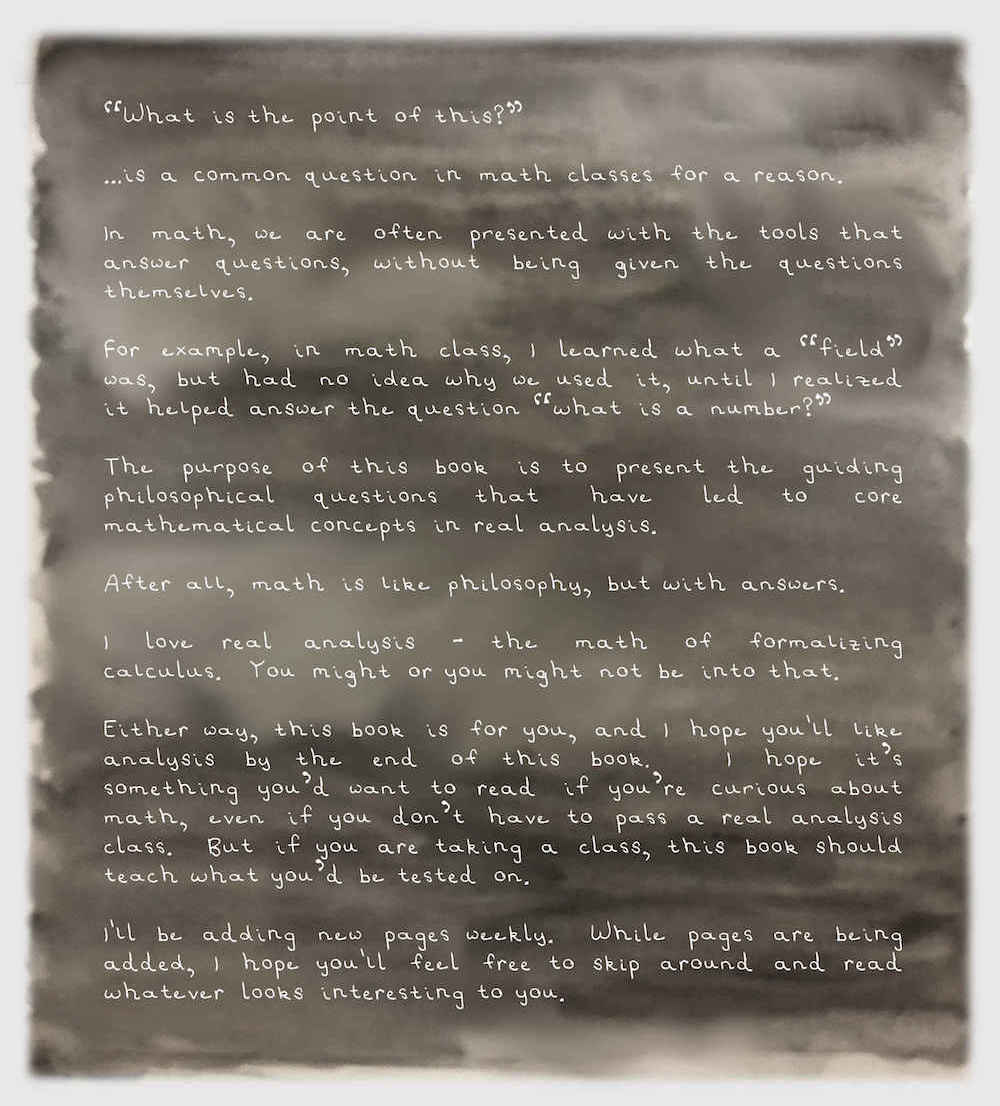 “What is the point of this?”
...is a common question in math classes for a reason.
In math, we are often presented with the tools that
answer questions, without being given the questions
themselves.
For example, in math class, I learned what a “field”
was, but had no idea why we used it, until I realized
it helped answer the question “what is a number?”
The purpose of this book is to present the guiding
philosophical questions that have led to core
mathematical concepts in real analysis.
After all, math is like philosophy, but with answers.
I love real analysis - the math of formalizing
calculus. You might or you might not be into that.
Either way, this book is for you, and I hope you'll like
analysis by the end of this book. I hope it’s
something you’d want to read if you’re curious about
math, even if you don’t have to pass a real analysis
class. But if you are taking a class, this book should
teach what you’d be tested on.
I'll be adding new pages weekly. While pages are being
added, I hope you'll feel free to skip around and read
whatever looks interesting to you.